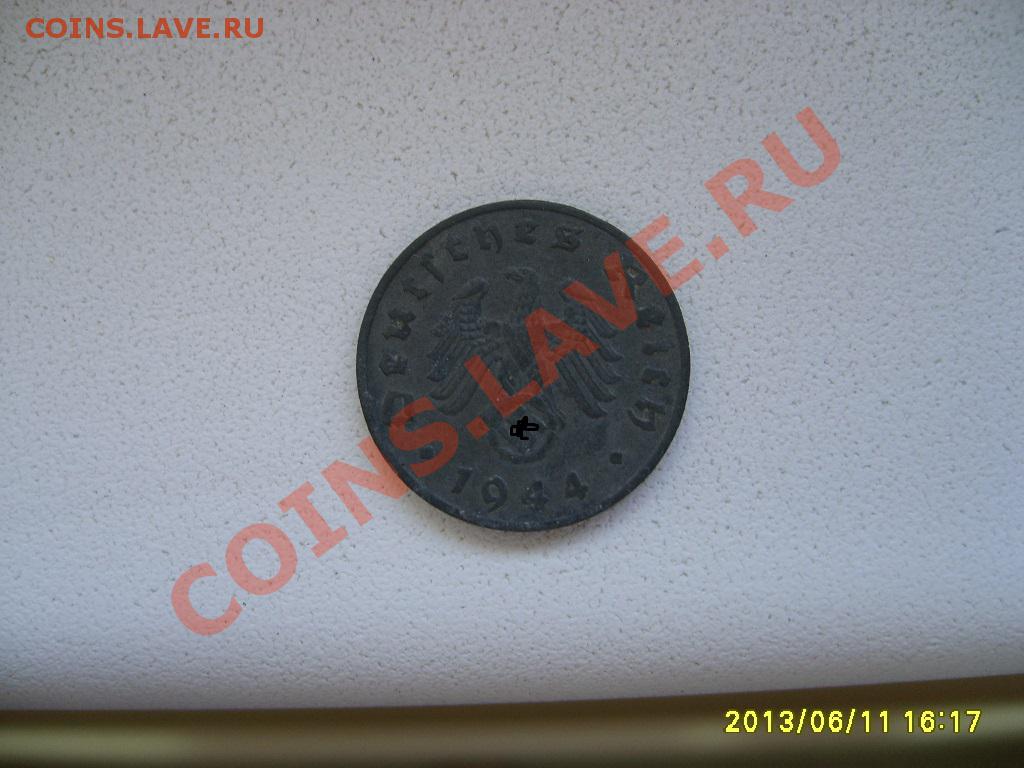 COINS.LAVE.RU
COINS.LAVE.RU
Deutsches Reich
• 1944 •
2013/06/11 16:17